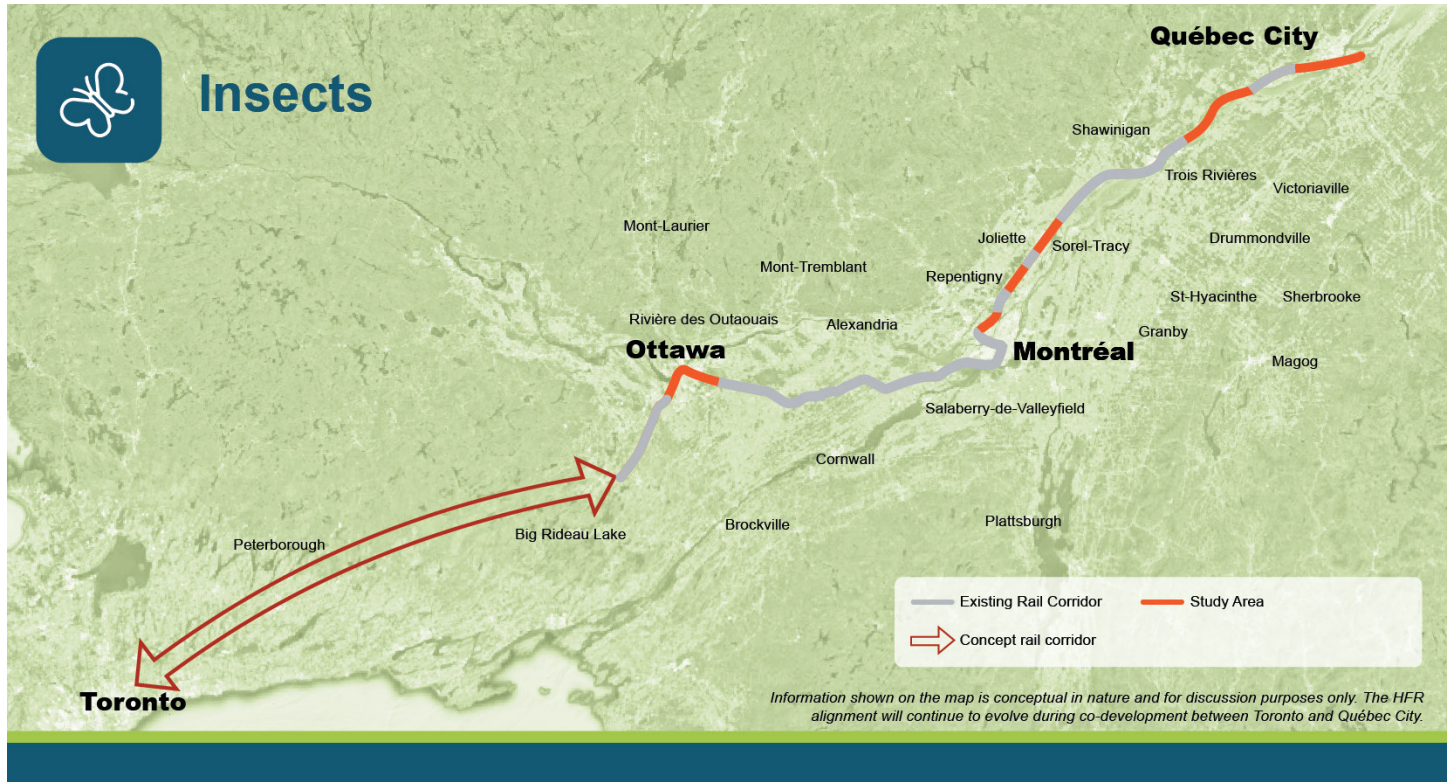 Insects
Québec City
Shawinigan
Trois Rivières
Victoriaville
Mont-Laurier
Joliette
Sorel-Tracy
Drummondville
Mont-Tremblant
Repentigny
St-Hyacinthe
Sherbrooke
Rivière des Outaouais
Alexandria
Granby
Ottawa
Montréal
Magog
Salaberry-de-Valleyfield
Cornwall
Brockville
Plattsburgh
Big Rideau Lake
Peterborough
Toronto
Existing Rail Corridor
Study Area
Concept rail corridor
Information shown on the map is conceptual in nature and for discussion purposes only. The HFR
alignment will continue to evolve during co-development between Toronto and Québec City.